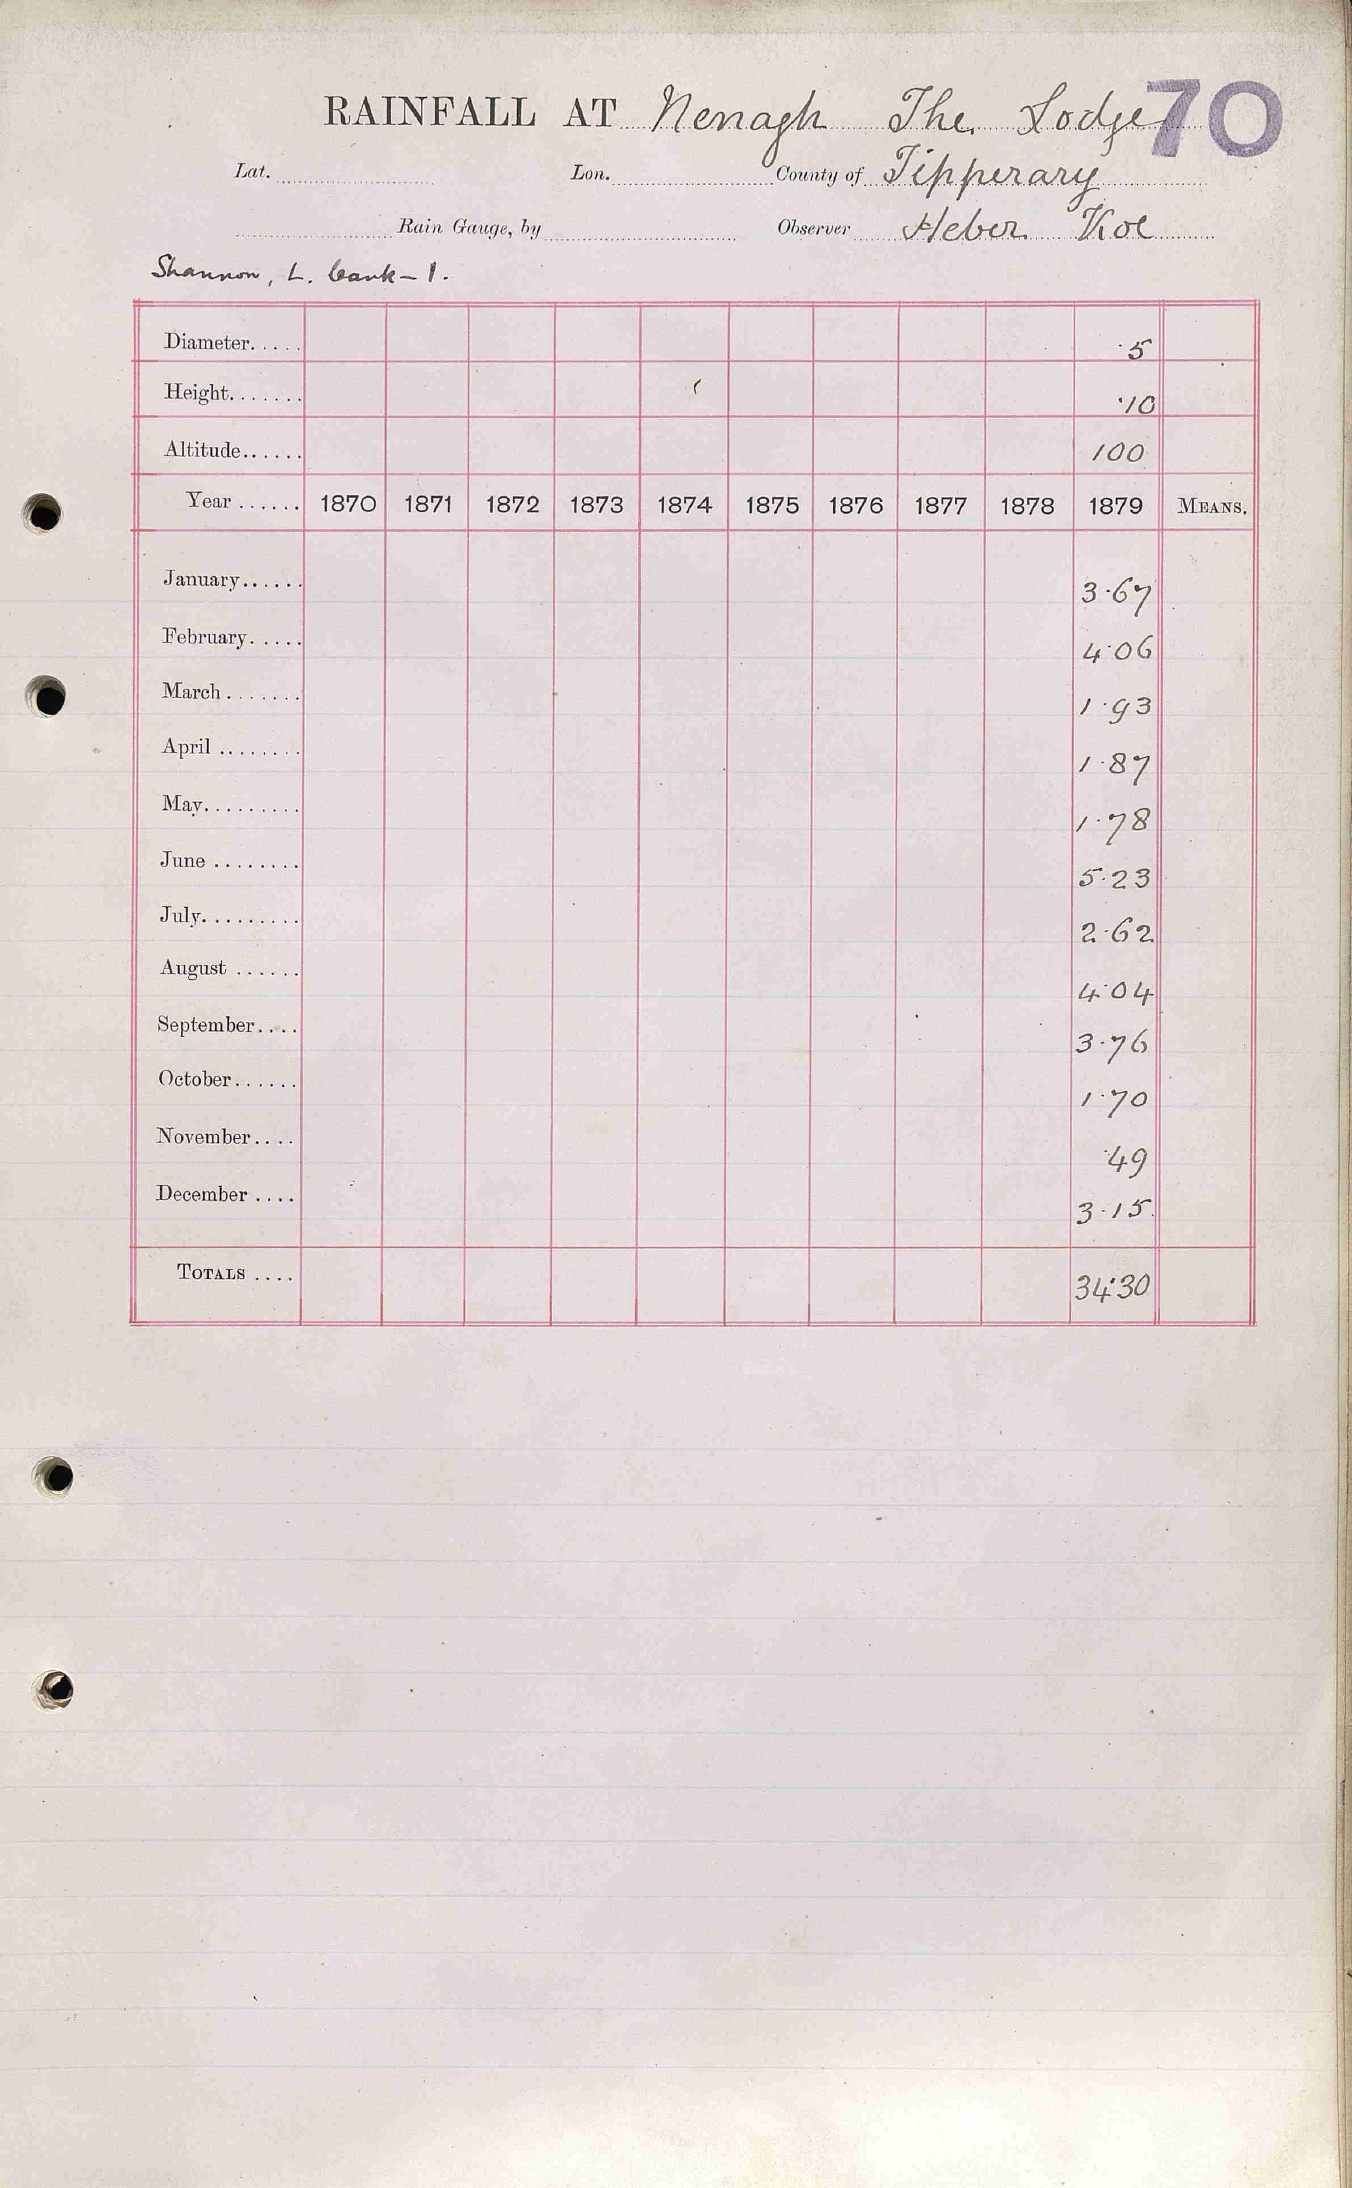 RAINFALL AT Nenagh The Lodge 70
Lat. Lon. County of Tipperary
Rain Gauge, by Observer Heber Koe
Shannon, L. bank - 1.
Diameter..... 5
Height....... ·10
Altitude...... 100
Year ...... 1870 1871 1872 1873 1874 1875 1876 1877 1878 1879 MEANS.
January...... 3·67
February..... 4·06
March ....... 1·93
April ........ 1·87
May......... 1·78
June ........ 5·23
July......... 2·62
August ...... 4·04
September.... 3·76
October...... 1·70
November.... ·49
December .... 3·15
TOTALS .... 34·30